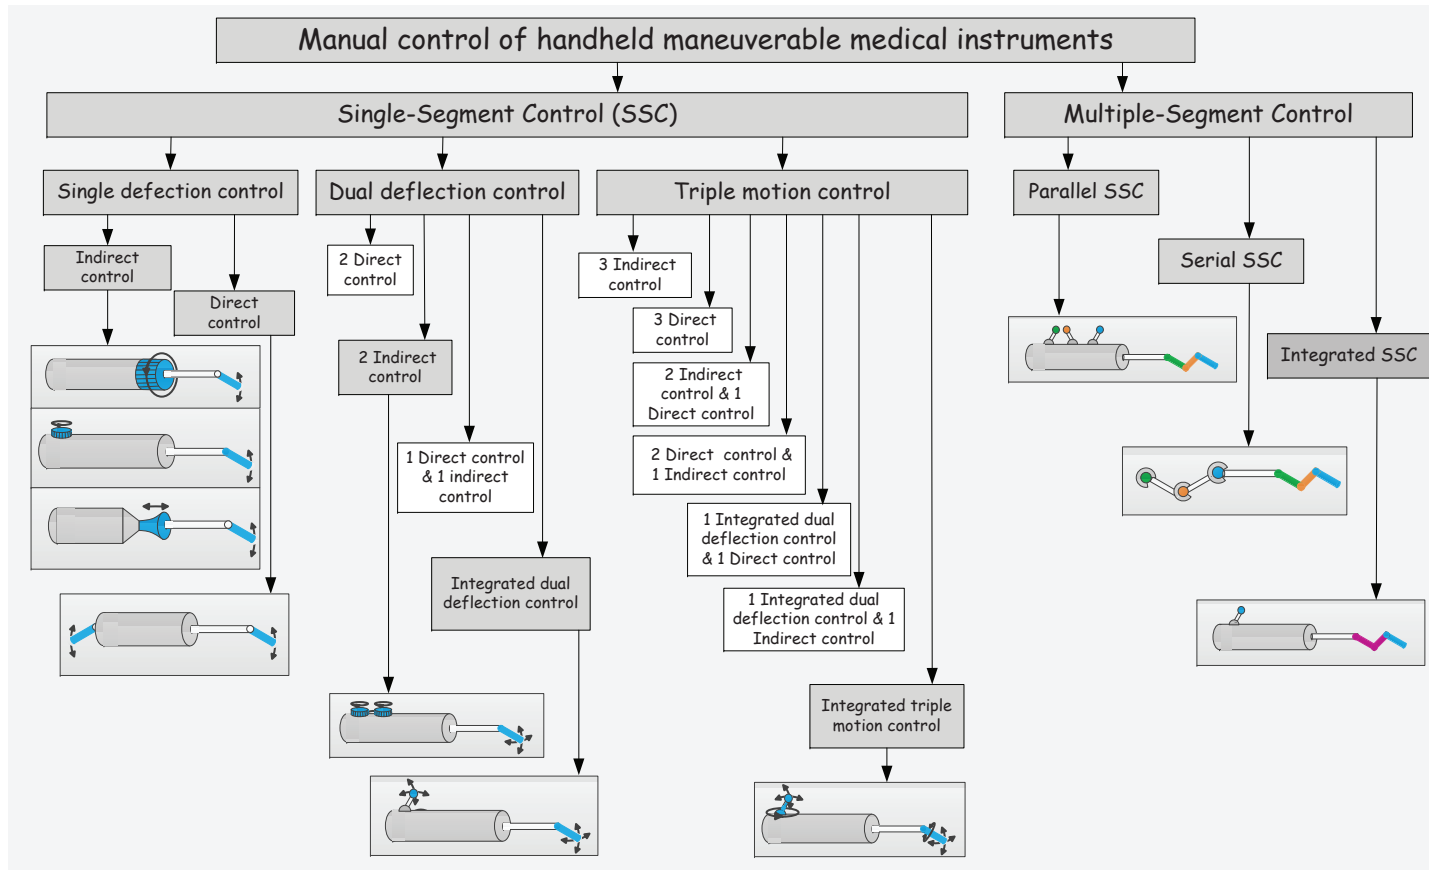 Manual control of handheld maneuverable medical instruments
Single-Segment Control (SSC)
Multiple-Segment Control
Single defection control
Dual deflection control
Triple motion control
Parallel SSC
Indirect
control
2 Direct
control
3 Indirect
control
Serial SSC
Direct
control
3 Direct
control
2 Indirect
control
Integrated SSC
2 Indirect
control & 1
Direct control
1 Direct control
& 1 indirect
control
2 Direct control &
1 Indirect control
1 Integrated dual
deflection control
& 1 Direct control
Integrated dual
deflection control
1 Integrated dual
deflection control & 1
Indirect control
Integrated triple
motion control